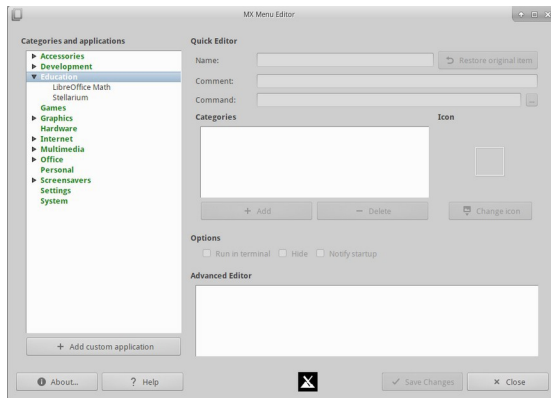 MX Menu Editor
Categories and applications
Accessories
Development
Education
LibreOffice Math
Stellarium
Games
Graphics
Hardware
Internet
Multimedia
Office
Personal
Screensavers
Settings
System
+ Add custom application
Quick Editor
Name:
Restore original item
Comment:
Command:
...
Categories
Icon
+ Add
− Delete
Change icon
Options
Run in terminal Hide Notify startup
Advanced Editor
About... ? Help Save Changes × Close